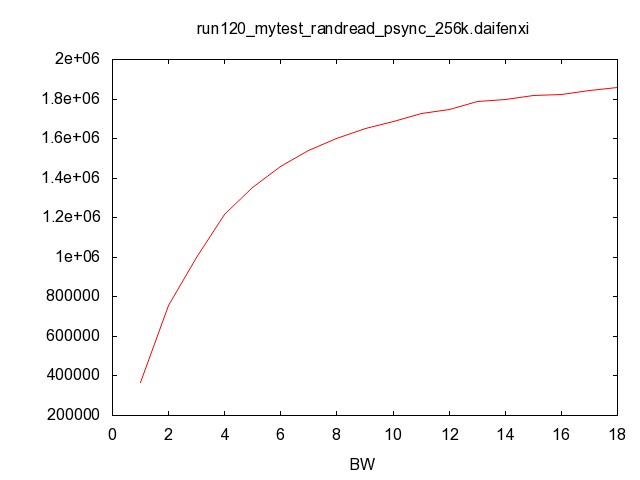 run120_mytest_randread_psync_256k.daifenxi
2e+06
1.8e+06
1.6e+06
1.4e+06
1.2e+06
1e+06
800000
600000
400000
200000
0 2 4 6 8 10 12 14 16 18
BW